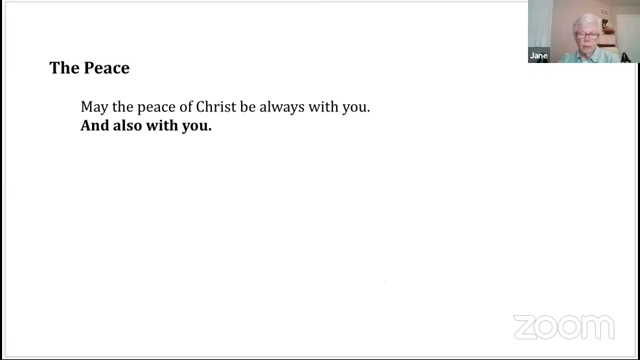 The Peace
May the peace of Christ be always with you.
And also with you.
Jane
zoom